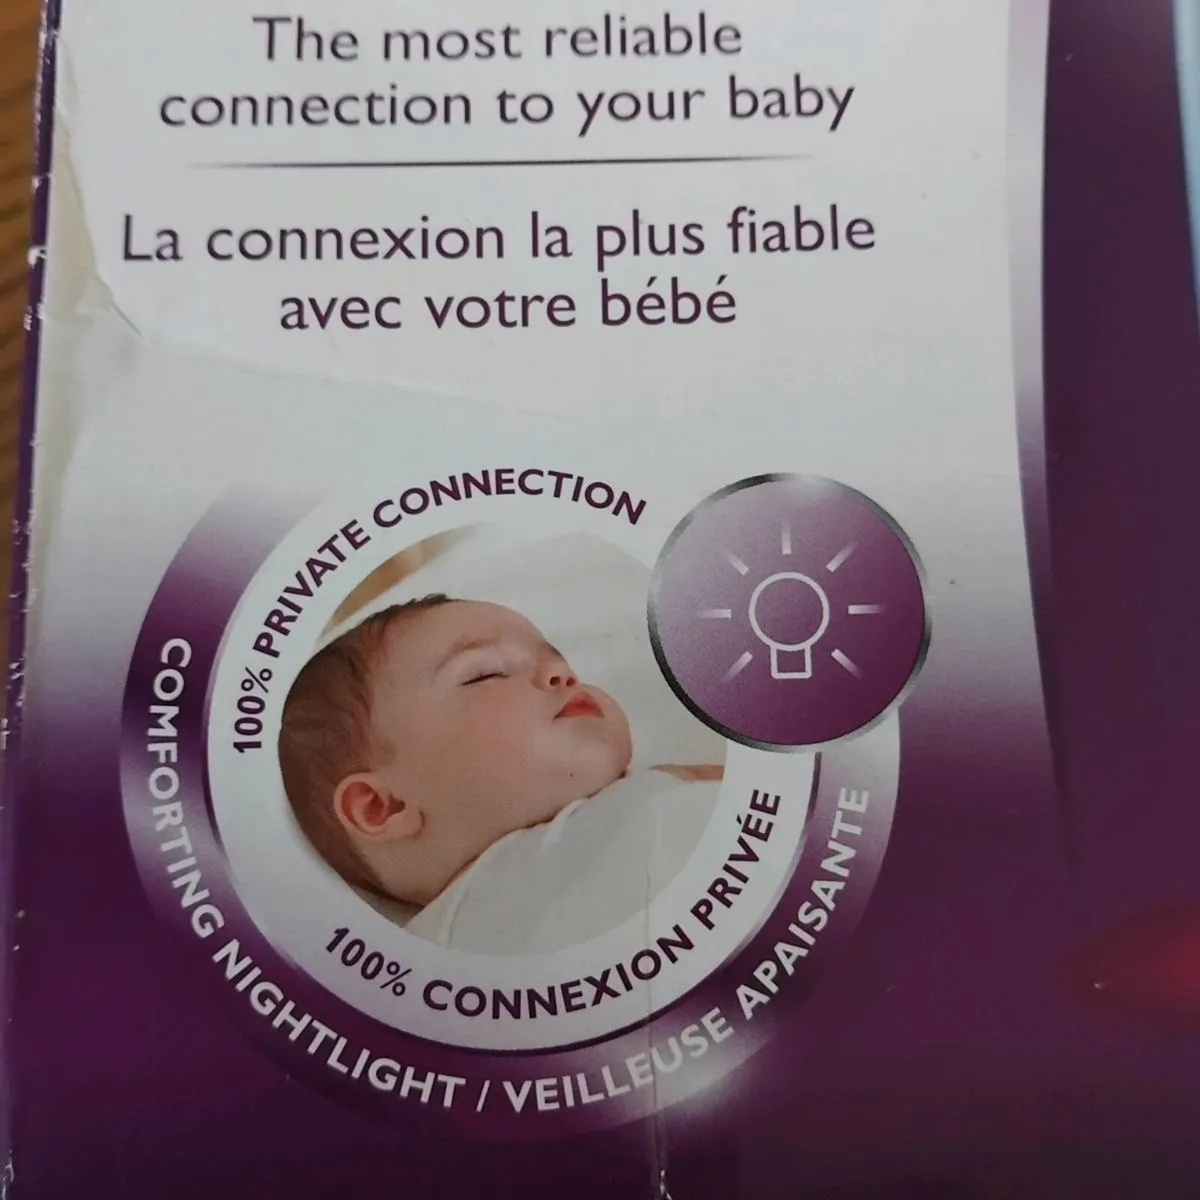 The most reliable
connection to your baby
La connexion la plus fiable
avec votre bébé
100% PRIVATE CONNECTION
100% CONNEXION PRIVÉE
COMFORTING NIGHTLIGHT / VEILLEUSE APAISANTE